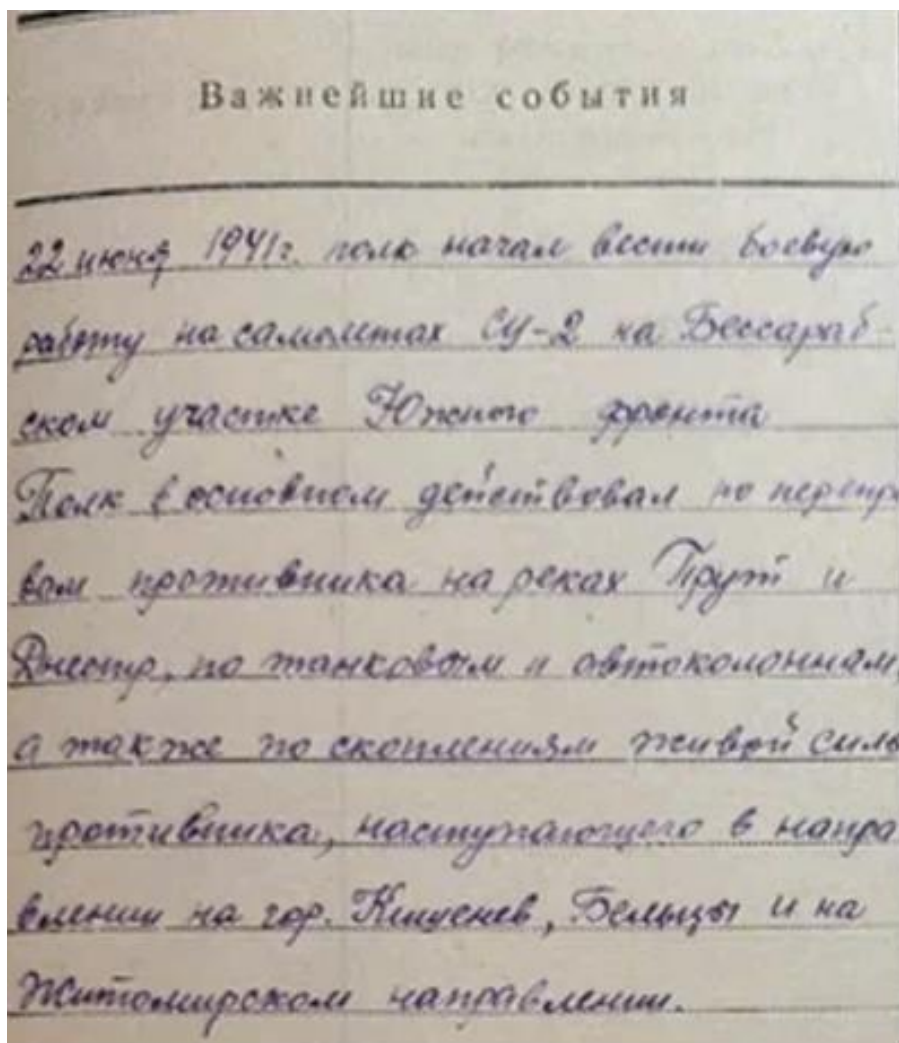 Важнейшие события
22 июня 1941г. полк начал вести боевую
работу на самолетах СУ-2 на Бессараб-
ском участке Южного фронта
Полк в основном действовал по перепра
вам противника на реках Прут и
Днестр, по танковым и автоколоннам,
а также по скоплениям живой силы
противника, наступающего в напра
влении на гор. Кишенев, Бельцы и на
Житомирском направлении.